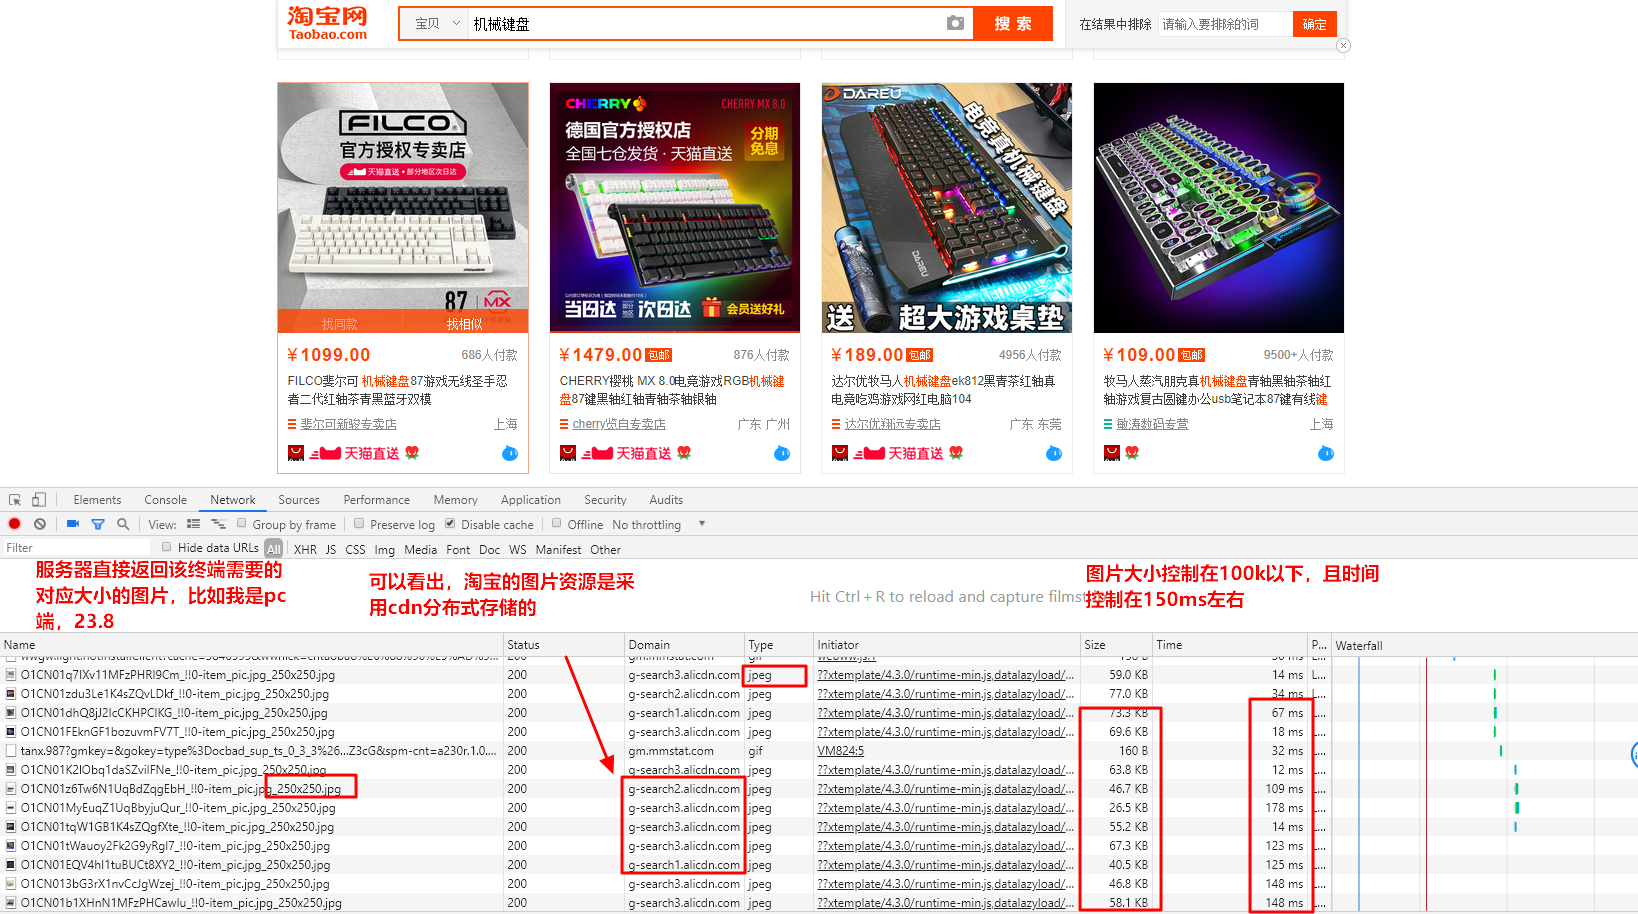 淘宝网
Taobao.com
宝贝
机械键盘
搜 索
在结果中排除
请输入要排除的词
确定
FILCO
官方授权专卖店
天猫直送 • 部分地区次日达
87 MX
找同款
找相似
¥1099.00
686人付款
FILCO斐尔可 机械键盘87游戏无线圣手忍
者二代红轴茶青黑蓝牙双模
斐尔可新骏专卖店
上海
天猫直送
CHERRY
CHERRY MX 8.0
德国官方授权店
全国七仓发货 · 天猫直送
分期
免息
当日达 部分地区 次日达
会员送好礼
¥1479.00 包邮
876人付款
CHERRY樱桃 MX 8.0电竞游戏RGB机械键
盘87键黑轴红轴青轴茶轴银轴
cherry览自专卖店
广东 广州
天猫直送
DAREU
电竞真机械键盘
DAREU
送 超大游戏桌垫
¥189.00 包邮
4956人付款
达尔优牧马人机械键盘ek812黑青茶红轴真
电竞吃鸡游戏网红电脑104
达尔优翔远专卖店
广东 东莞
天猫直送
¥109.00 包邮
9500+人付款
牧马人蒸汽朋克真机械键盘青轴黑轴茶轴红
轴游戏复古圆键办公usb笔记本87键有线键
敏涛数码专营
上海
Elements Console Network Sources Performance Memory Application Security Audits
View: Group by frame Preserve log Disable cache Offline No throttling
Filter Hide data URLs All XHR JS CSS Img Media Font Doc WS Manifest Other
服务器直接返回该终端需要的
对应大小的图片，比如我是pc
端，23.8
可以看出，淘宝的图片资源是采
用cdn分布式存储的
Hit Ctrl + R to reload and capture filmst
图片大小控制在100k以下，且时间
控制在150ms左右
Name Status Domain Type Initiator Size Time P... Waterfall
O1CN01q7lXv11MFzPHRl9Cm_!!0-item_pic.jpg_250x250.jpg 200 g-search3.alicdn.com jpeg ??xtemplate/4.3.0/runtime-min.js,datalazyload/... 59.0 KB 14 ms L...
O1CN01zdu3Le1K4sZQvLDkf_!!0-item_pic.jpg_250x250.jpg 200 g-search2.alicdn.com jpeg ??xtemplate/4.3.0/runtime-min.js,datalazyload/... 77.0 KB 34 ms L...
O1CN01dhQ8jJ2IcCKHPCIKG_!!0-item_pic.jpg_250x250.jpg 200 g-search1.alicdn.com jpeg ??xtemplate/4.3.0/runtime-min.js,datalazyload/... 73.3 KB 67 ms L...
O1CN01FEknGF1bozuvmFV7T_!!0-item_pic.jpg_250x250.jpg 200 g-search3.alicdn.com jpeg ??xtemplate/4.3.0/runtime-min.js,datalazyload/... 69.6 KB 18 ms L...
tanx.987?gmkey=&gokey=type%3Docbad_sup_ts_0_3_3%26...Z3cG&spm-cnt=a230r.1.0.... 200 gm.mmstat.com gif VM824:5 160 B 32 ms L...
O1CN01K2IObq1daSZvilFNe_!!0-item_pic.jpg_250x250.jpg 200 g-search3.alicdn.com jpeg ??xtemplate/4.3.0/runtime-min.js,datalazyload/... 63.8 KB 12 ms L...
O1CN01z6Tw6N1UqBdZqgEbH_!!0-item_pic.jpg_250x250.jpg 200 g-search2.alicdn.com jpeg ??xtemplate/4.3.0/runtime-min.js,datalazyload/... 46.7 KB 109 ms L...
O1CN01MyEuqZ1UqBbyjuQur_!!0-item_pic.jpg_250x250.jpg 200 g-search3.alicdn.com jpeg ??xtemplate/4.3.0/runtime-min.js,datalazyload/... 26.5 KB 178 ms L...
O1CN01tqW1GB1K4sZQgfXte_!!0-item_pic.jpg_250x250.jpg 200 g-search3.alicdn.com jpeg ??xtemplate/4.3.0/runtime-min.js,datalazyload/... 55.2 KB 14 ms L...
O1CN01tWauoy2Fk2G9yRgI7_!!0-item_pic.jpg_250x250.jpg 200 g-search3.alicdn.com jpeg ??xtemplate/4.3.0/runtime-min.js,datalazyload/... 67.3 KB 123 ms L...
O1CN01EQV4hI1tuBUCt8XY2_!!0-item_pic.jpg_250x250.jpg 200 g-search1.alicdn.com jpeg ??xtemplate/4.3.0/runtime-min.js,datalazyload/... 40.5 KB 125 ms L...
O1CN013bG3rX1nvCcJgWzej_!!0-item_pic.jpg_250x250.jpg 200 g-search3.alicdn.com jpeg ??xtemplate/4.3.0/runtime-min.js,datalazyload/... 46.8 KB 148 ms L...
O1CN01b1XHnN1MFzPHCawlu_!!0-item_pic.jpg_250x250.jpg 200 g-search3.alicdn.com jpeg ??xtemplate/4.3.0/runtime-min.js,datalazyload/... 58.1 KB 148 ms L...